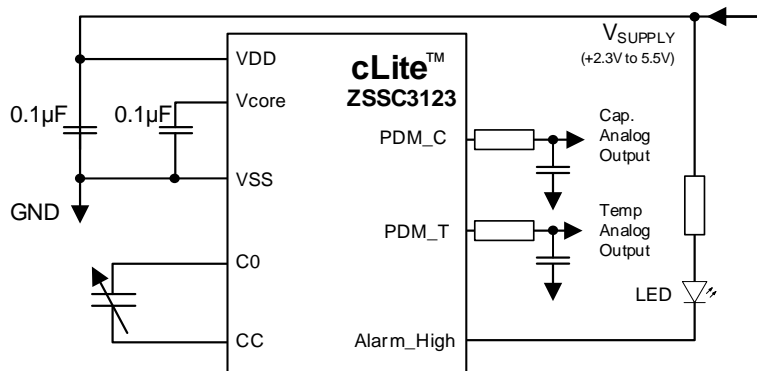 VSUPPLY
(+2.3V to 5.5V)
VDD
cLite™
ZSSC3123
0.1µF
0.1µF
Vcore
PDM_C
Cap.
Analog
Output
VSS
GND
PDM_T
Temp
Analog
Output
C0
LED
CC
Alarm_High